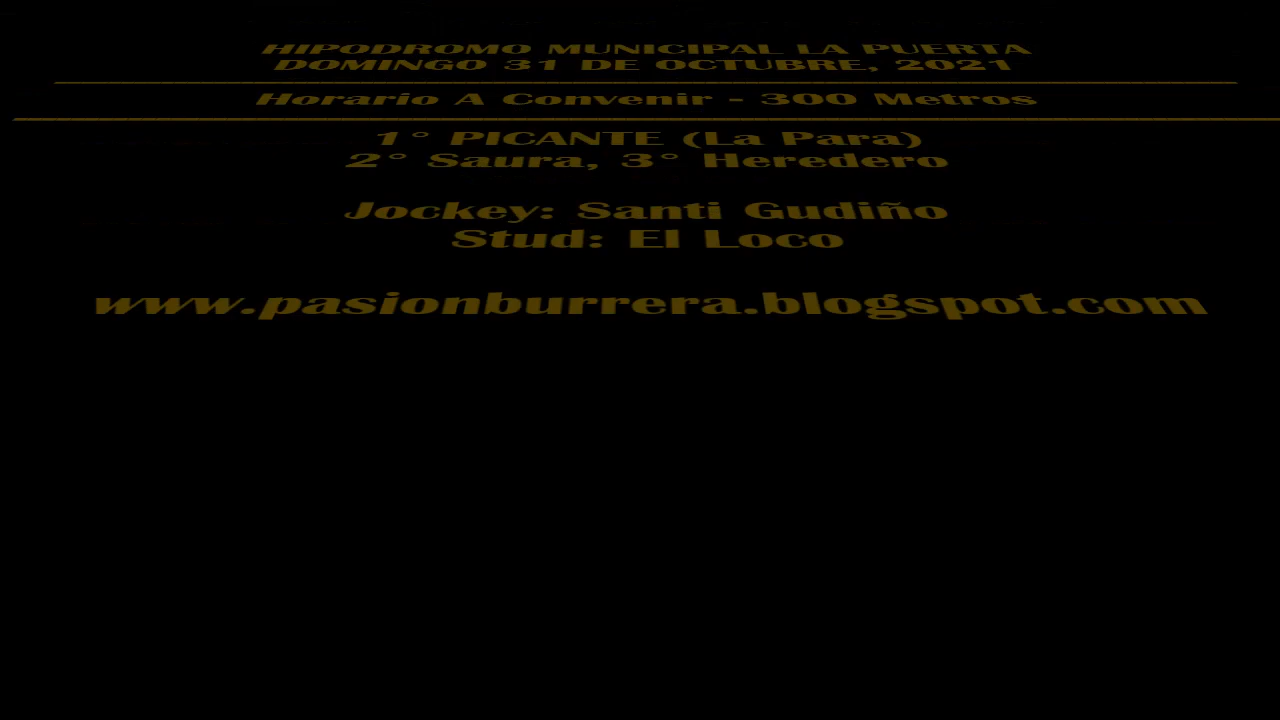 HIPODROMO MUNICIPAL LA PUERTA
DOMINGO 31 DE OCTUBRE, 2021
Horario A Convenir - 300 Metros
1° PICANTE (La Para)
2° Saura, 3° Heredero
Jockey: Santi Gudiño
Stud: El Loco
www.pasionburrera.blogspot.com